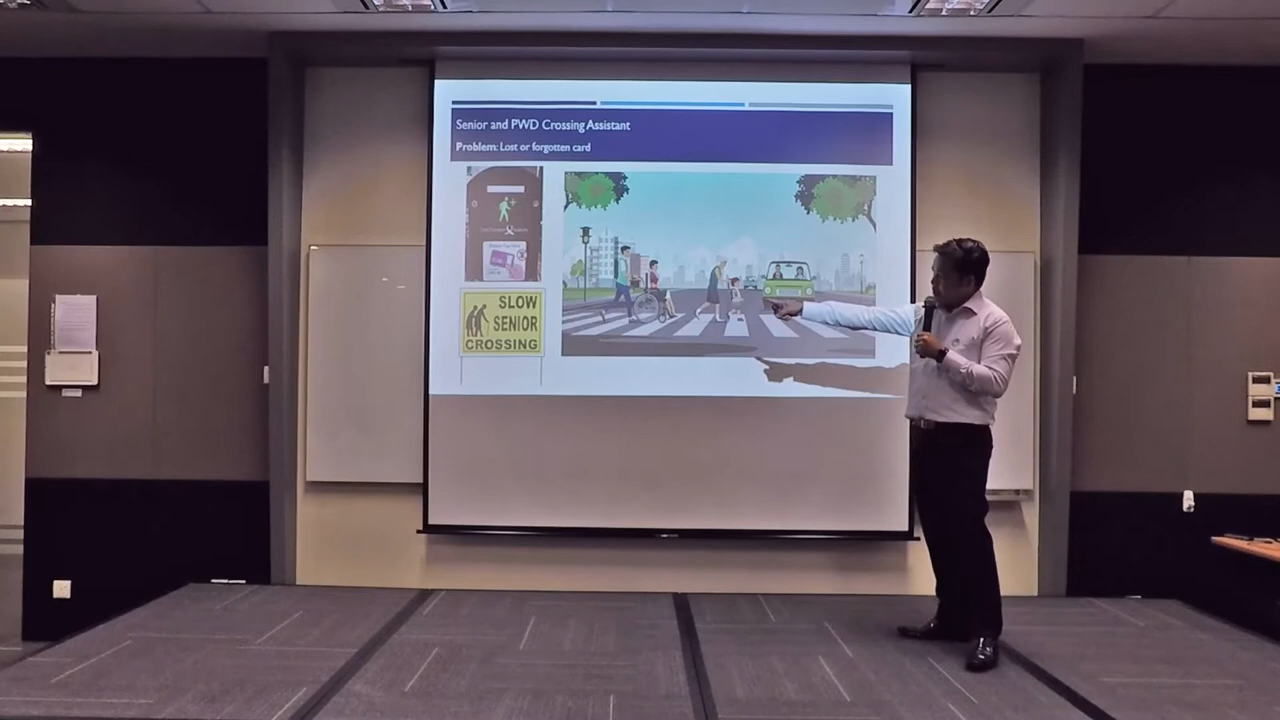 Senior and PWD Crossing Assistant
Problem: Lost or forgotten card
SLOW
SENIOR
CROSSING